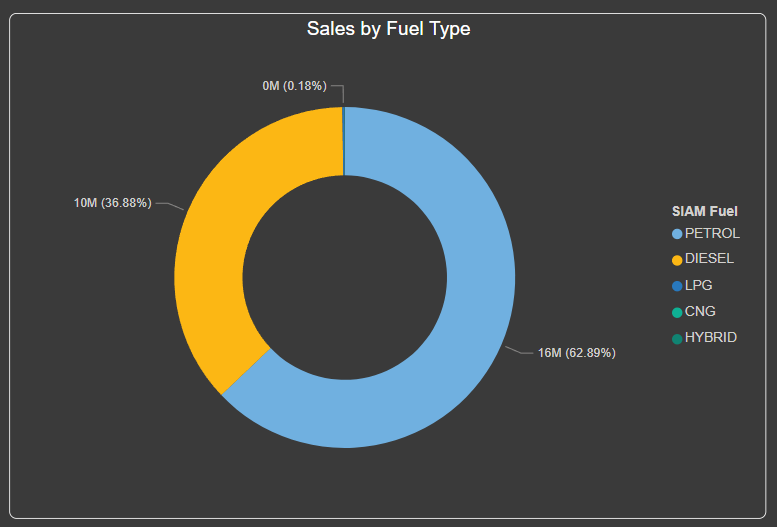 Sales by Fuel Type
0M (0.18%)
10M (36.88%)
16M (62.89%)
SIAM Fuel
PETROL
DIESEL
LPG
CNG
HYBRID